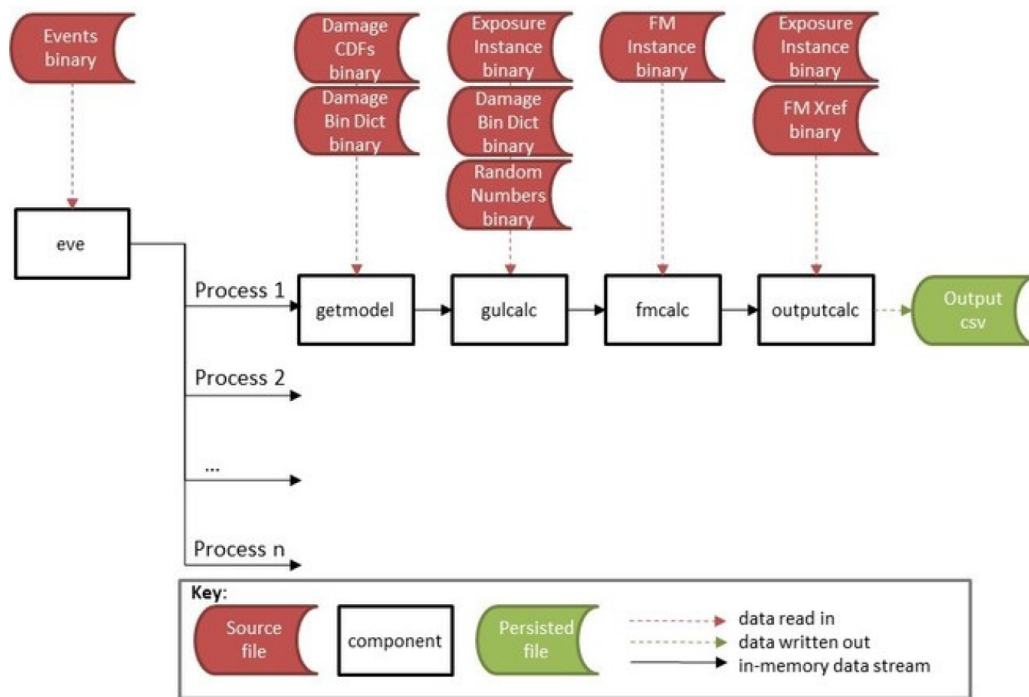 Events
binary
Damage
CDFs
binary
Damage
Bin Dict
binary
Exposure
Instance
binary
Damage
Bin Dict
binary
Random
Numbers
binary
FM
Instance
binary
Exposure
Instance
binary
FM Xref
binary
eve
Process 1
getmodel
gulcalc
fmcalc
outputcalc
Output
csv
Process 2
...
Process n
Key:
Source
file
component
Persisted
file
data read in
data written out
in-memory data stream